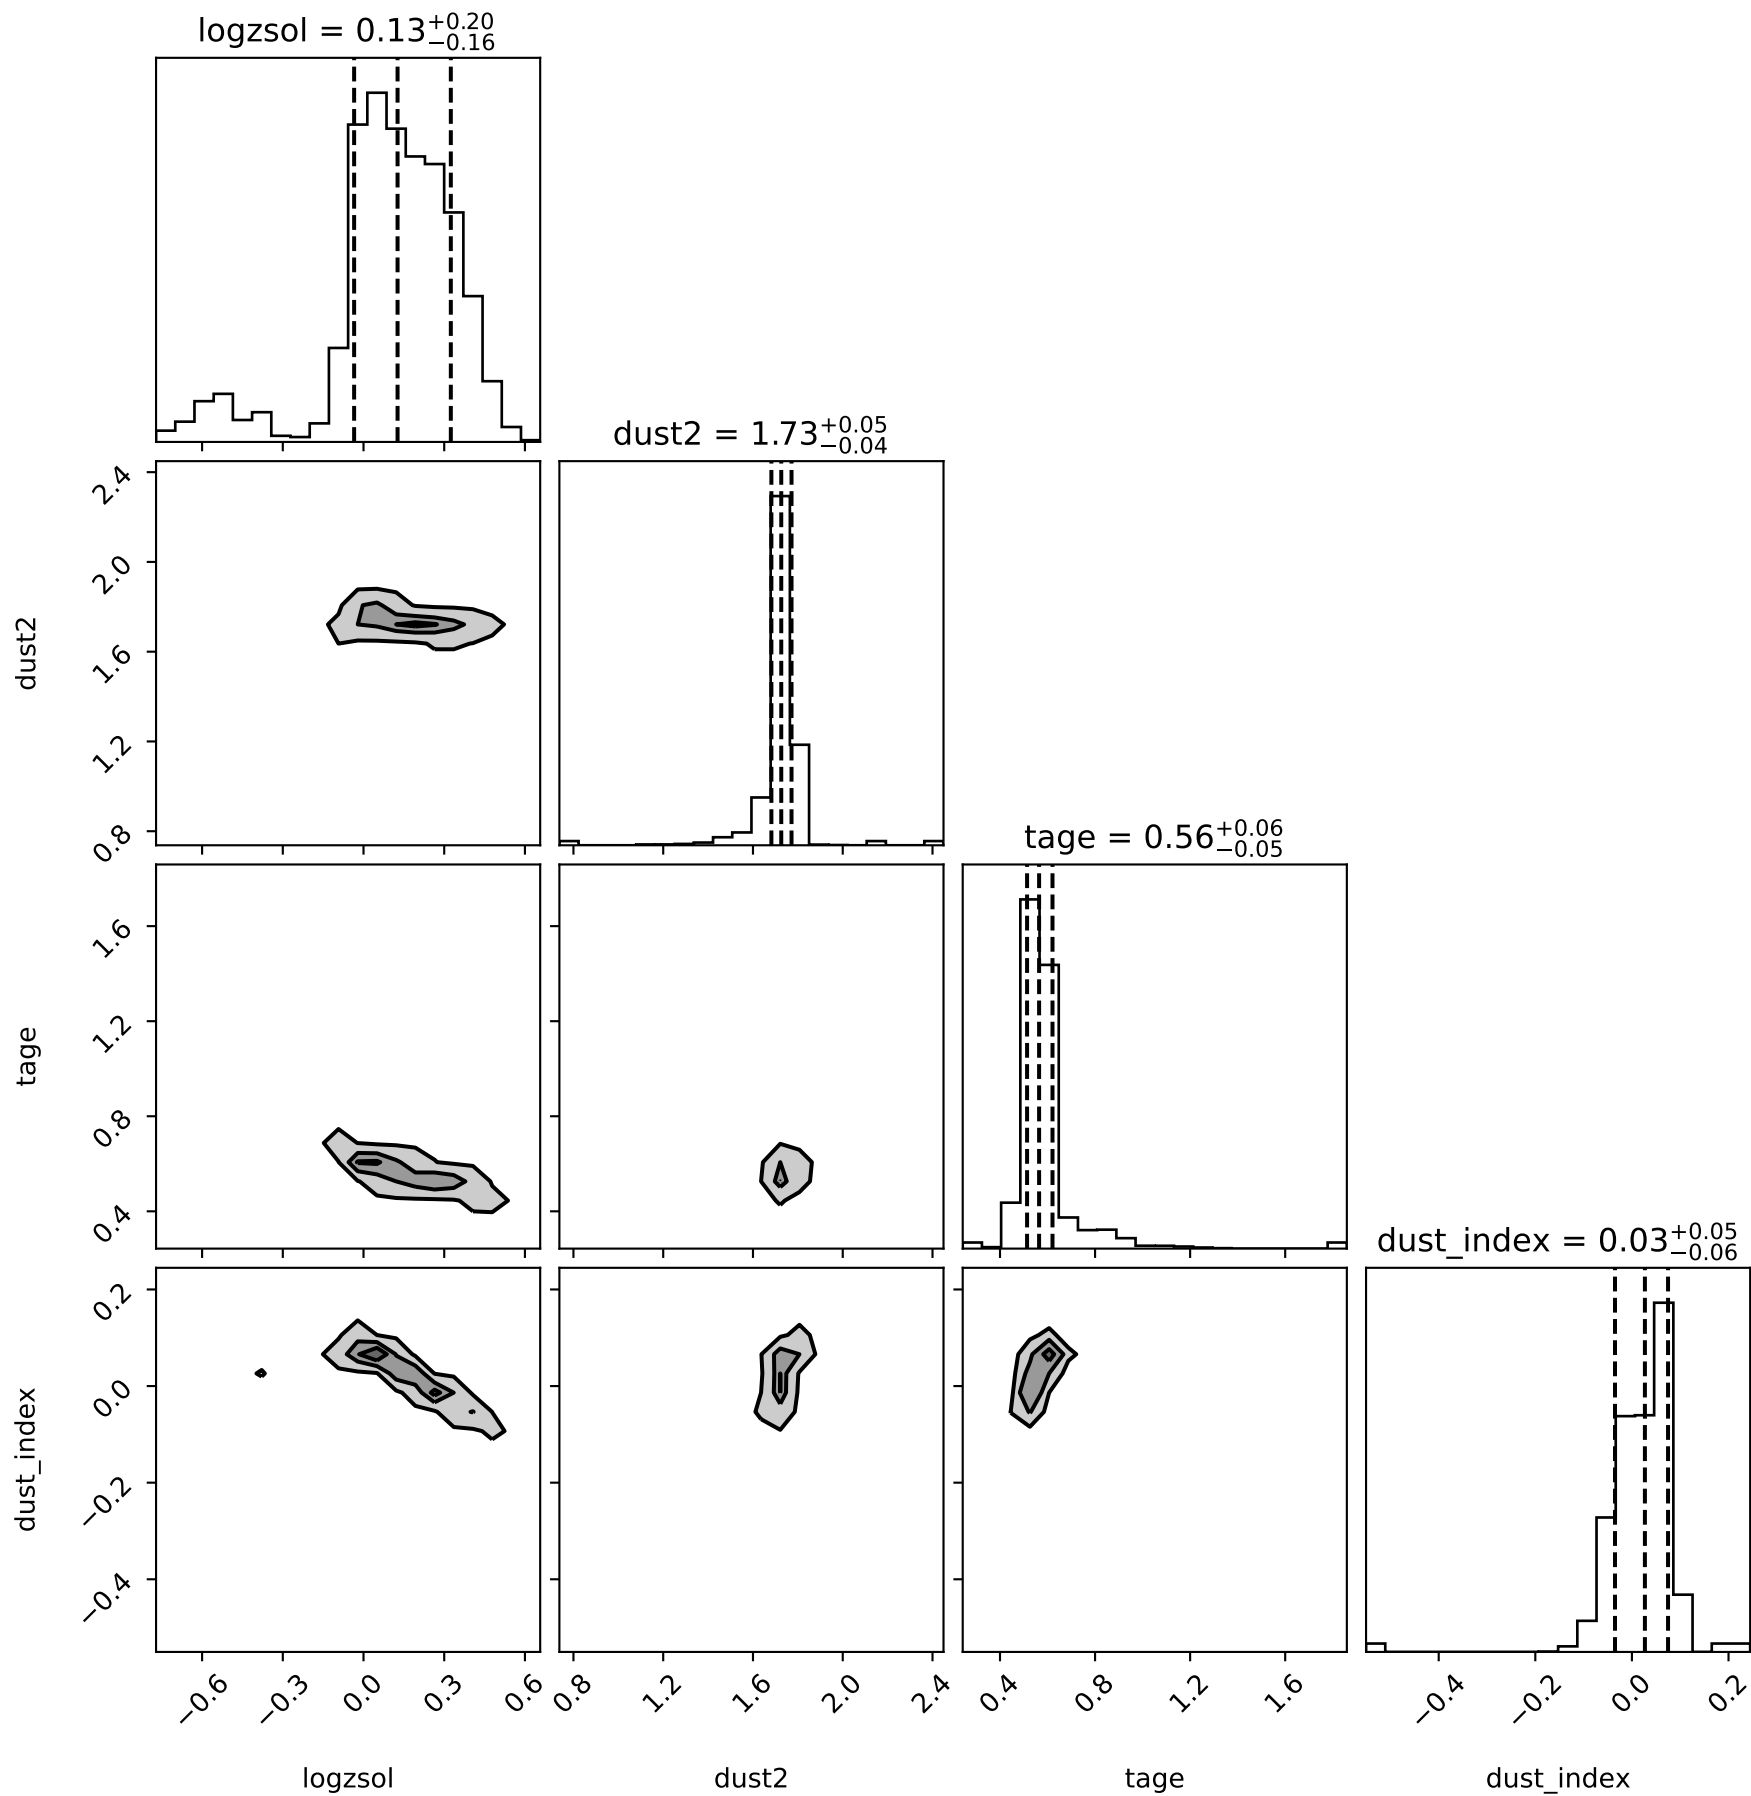 logzsol = 0.13+0.20−0.16
dust2 = 1.73+0.05−0.04
2.4
2.0
1.6
1.2
0.8
dust2
tage = 0.56+0.06−0.05
1.6
1.2
0.8
0.4
tage
dust_index = 0.03+0.05−0.06
0.2
0.0
−0.2
−0.4
dust_index
−0.6 −0.3 0.0 0.3 0.6 0.8 1.2 1.6 2.0 2.4 0.4 0.8 1.2 1.6 −0.4 −0.2 0.0 0.2
logzsol dust2 tage dust_index